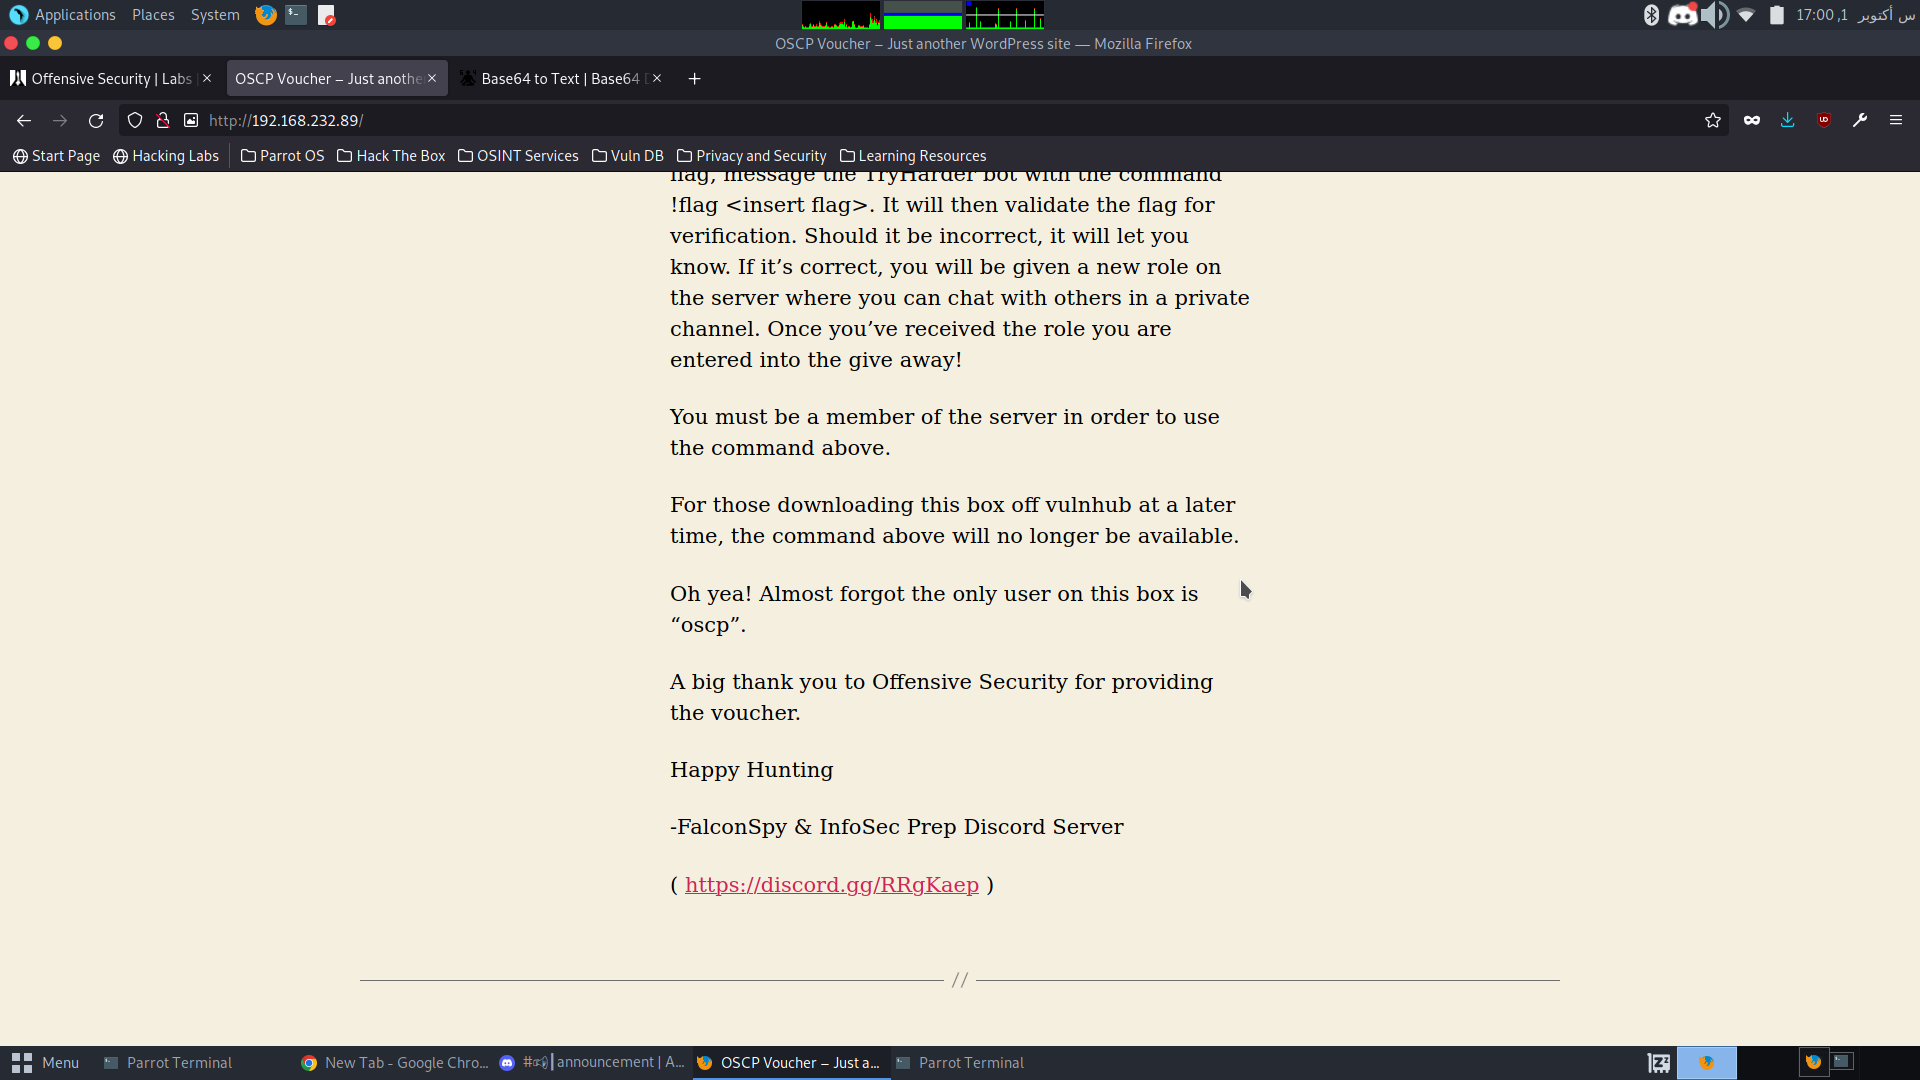 Applications Places System
س أكتوبر 1, 17:00
OSCP Voucher – Just another WordPress site — Mozilla Firefox
Offensive Security | Labs
OSCP Voucher – Just anothe
Base64 to Text | Base64
http://192.168.232.89/
Start Page Hacking Labs Parrot OS Hack The Box OSINT Services Vuln DB Privacy and Security Learning Resources
flag, message the TryHarder bot with the command
!flag <insert flag>. It will then validate the flag for
verification. Should it be incorrect, it will let you
know. If it’s correct, you will be given a new role on
the server where you can chat with others in a private
channel. Once you’ve received the role you are
entered into the give away!
You must be a member of the server in order to use
the command above.
For those downloading this box off vulnhub at a later
time, the command above will no longer be available.
Oh yea! Almost forgot the only user on this box is
“oscp”.
A big thank you to Offensive Security for providing
the voucher.
Happy Hunting
-FalconSpy & InfoSec Prep Discord Server
( https://discord.gg/RRgKaep )
//
Menu Parrot Terminal New Tab - Google Chro... announcement | A... OSCP Voucher – Just a... Parrot Terminal